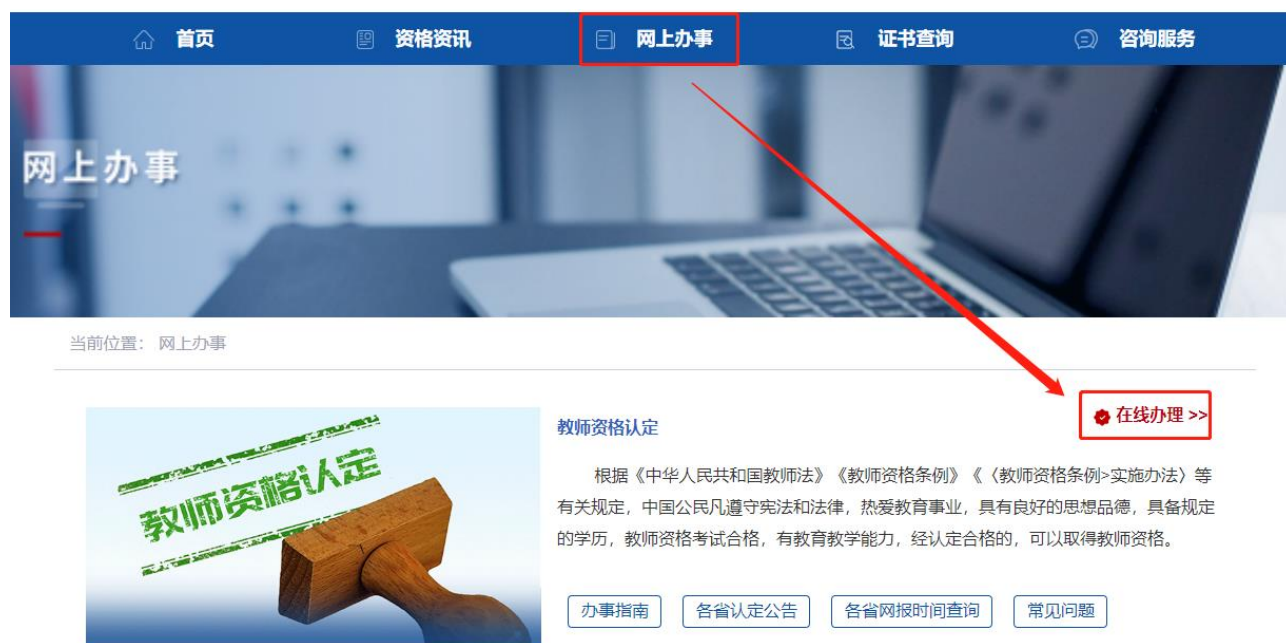 首页 资格资讯 网上办事 证书查询 咨询服务
网上办事
当前位置： 网上办事
教师资格认定
教师资格认定
在线办理 >>
根据《中华人民共和国教师法》《教师资格条例》《〈教师资格条例>实施办法〉等
有关规定，中国公民凡遵守宪法和法律，热爱教育事业，具有良好的思想品德，具备规定
的学历，教师资格考试合格，有教育教学能力，经认定合格的，可以取得教师资格。
办事指南 各省认定公告 各省网报时间查询 常见问题